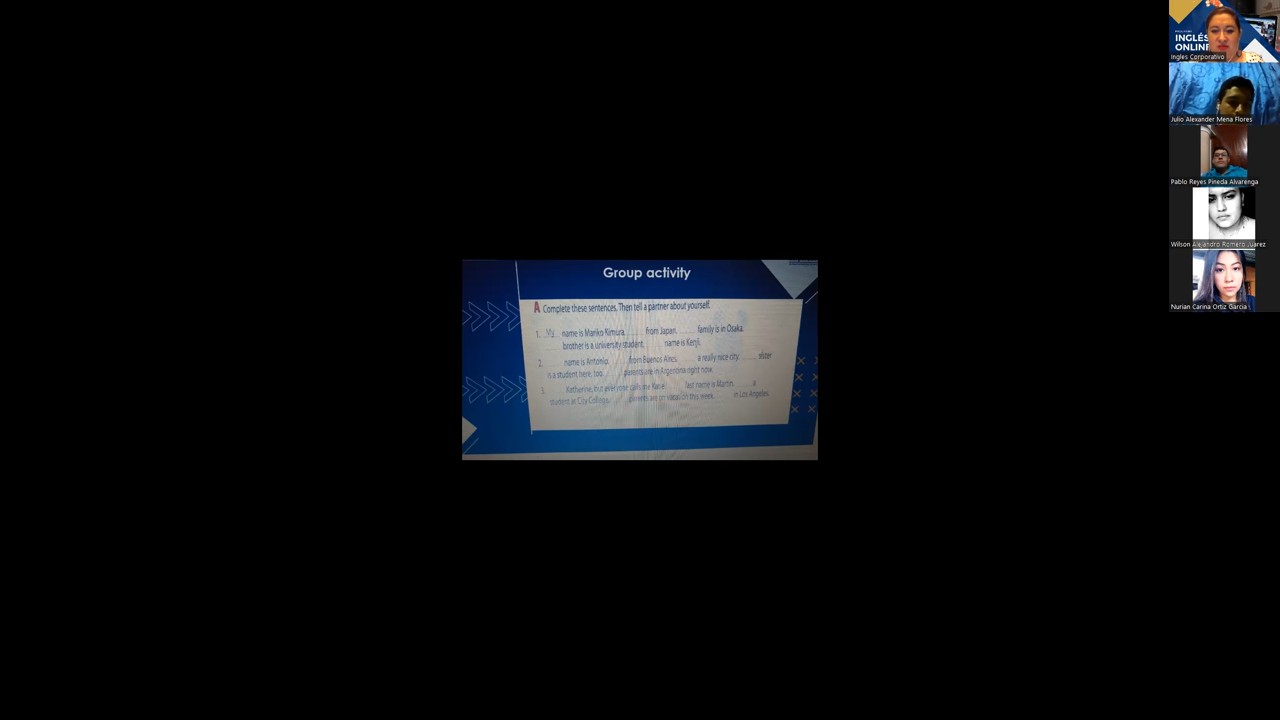 Group activity
A Complete these sentences. Then tell a partner about yourself.
1. My name is Mariko Kimura. from Japan. family is in Osaka.
brother is a university student. name is Kenji.
2. name is Antonio. from Buenos Aires. a really nice city. sister
is a student here, too. parents are in Argentina right now.
3. Katherine, but everyone calls me Katie. last name is Martin. a
student at City College. parents are on vacation this week. in Los Angeles.
INGLÉS
ONLINE
Ingles Corporativo
Julio Alexander Mena Flores
Pablo Reyes Pineda Alvarenga
Wilson Alejandro Romero Juarez
Nurian Carina Ortiz Garcia